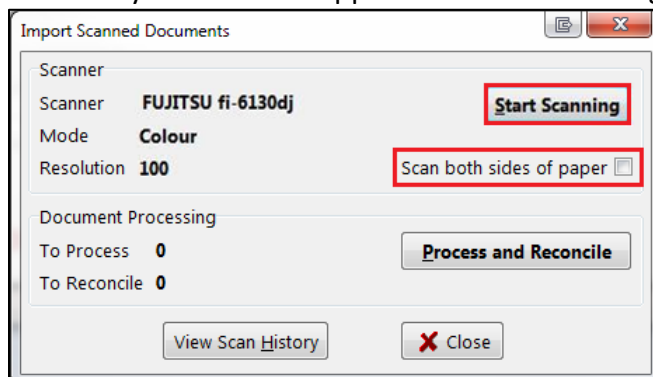 Import Scanned Documents
Scanner
Scanner FUJITSU fi-6130dj Start Scanning
Mode Colour
Resolution 100 Scan both sides of paper
Document Processing
To Process 0 Process and Reconcile
To Reconcile 0
View Scan History Close